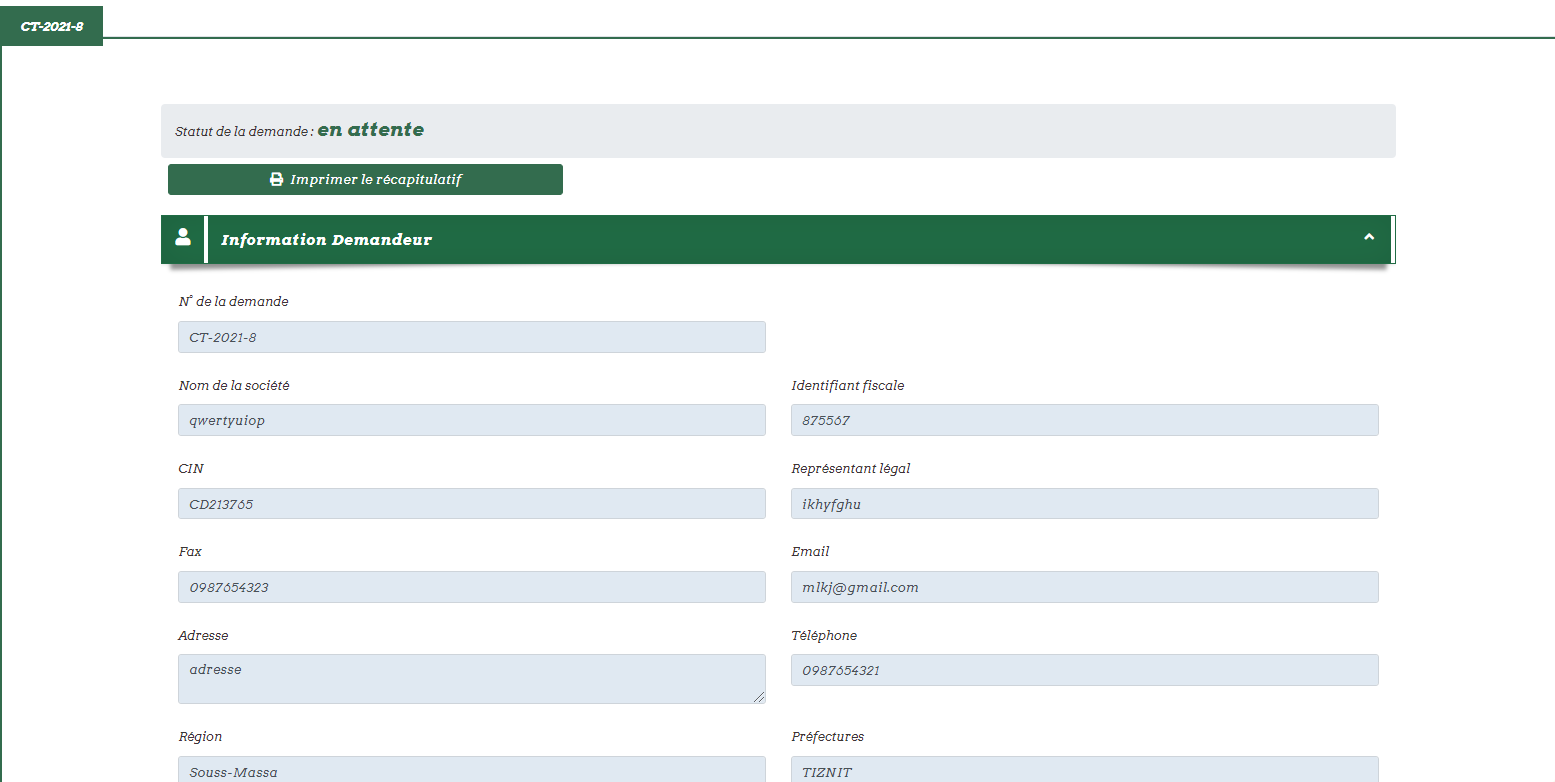 CT-2021-8
Statut de la demande : en attente
Imprimer le récapitulatif
Information Demandeur
N° de la demande
CT-2021-8
Nom de la société
Identifiant fiscale
qwertyuiop
875567
CIN
Représentant légal
CD213765
ikhyfghu
Fax
Email
0987654323
mlkj@gmail.com
Adresse
Téléphone
adresse
0987654321
Région
Préfectures
Souss-Massa
TIZNIT